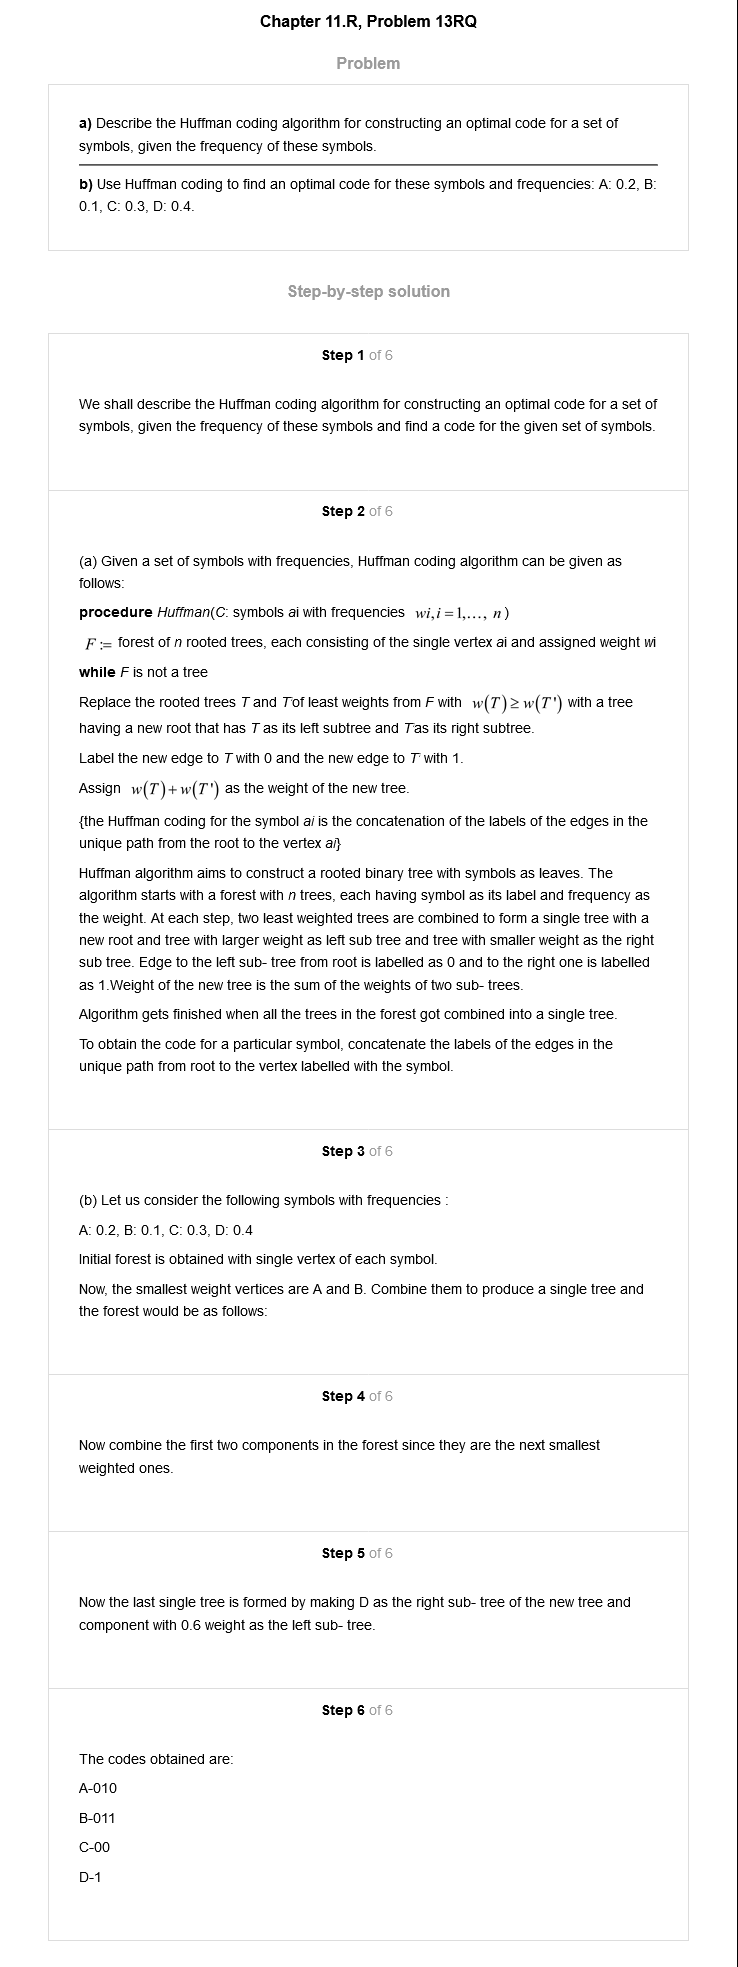 Chapter 11.R, Problem 13RQ
Problem
a) Describe the Huffman coding algorithm for constructing an optimal code for a set of
symbols, given the frequency of these symbols.
b) Use Huffman coding to find an optimal code for these symbols and frequencies: A: 0.2, B:
0.1, C: 0.3, D: 0.4.
Step-by-step solution
Step 1 of 6
We shall describe the Huffman coding algorithm for constructing an optimal code for a set of
symbols, given the frequency of these symbols and find a code for the given set of symbols.
Step 2 of 6
(a) Given a set of symbols with frequencies, Huffman coding algorithm can be given as
follows:
procedure Huffman(C: symbols ai with frequencies wi, i = 1,..., n)
F := forest of n rooted trees, each consisting of the single vertex ai and assigned weight wi
while F is not a tree
Replace the rooted trees T and T'of least weights from F with w(T) ≥ w(T') with a tree
having a new root that has T as its left subtree and T'as its right subtree.
Label the new edge to T with 0 and the new edge to T' with 1.
Assign w(T)+w(T') as the weight of the new tree.
{the Huffman coding for the symbol ai is the concatenation of the labels of the edges in the
unique path from the root to the vertex ai}
Huffman algorithm aims to construct a rooted binary tree with symbols as leaves. The
algorithm starts with a forest with n trees, each having symbol as its label and frequency as
the weight. At each step, two least weighted trees are combined to form a single tree with a
new root and tree with larger weight as left sub tree and tree with smaller weight as the right
sub tree. Edge to the left sub- tree from root is labelled as 0 and to the right one is labelled
as 1.Weight of the new tree is the sum of the weights of two sub- trees.
Algorithm gets finished when all the trees in the forest got combined into a single tree.
To obtain the code for a particular symbol, concatenate the labels of the edges in the
unique path from root to the vertex labelled with the symbol.
Step 3 of 6
(b) Let us consider the following symbols with frequencies :
A: 0.2, B: 0.1, C: 0.3, D: 0.4
Initial forest is obtained with single vertex of each symbol.
Now, the smallest weight vertices are A and B. Combine them to produce a single tree and
the forest would be as follows:
Step 4 of 6
Now combine the first two components in the forest since they are the next smallest
weighted ones.
Step 5 of 6
Now the last single tree is formed by making D as the right sub- tree of the new tree and
component with 0.6 weight as the left sub- tree.
Step 6 of 6
The codes obtained are:
A-010
B-011
C-00
D-1